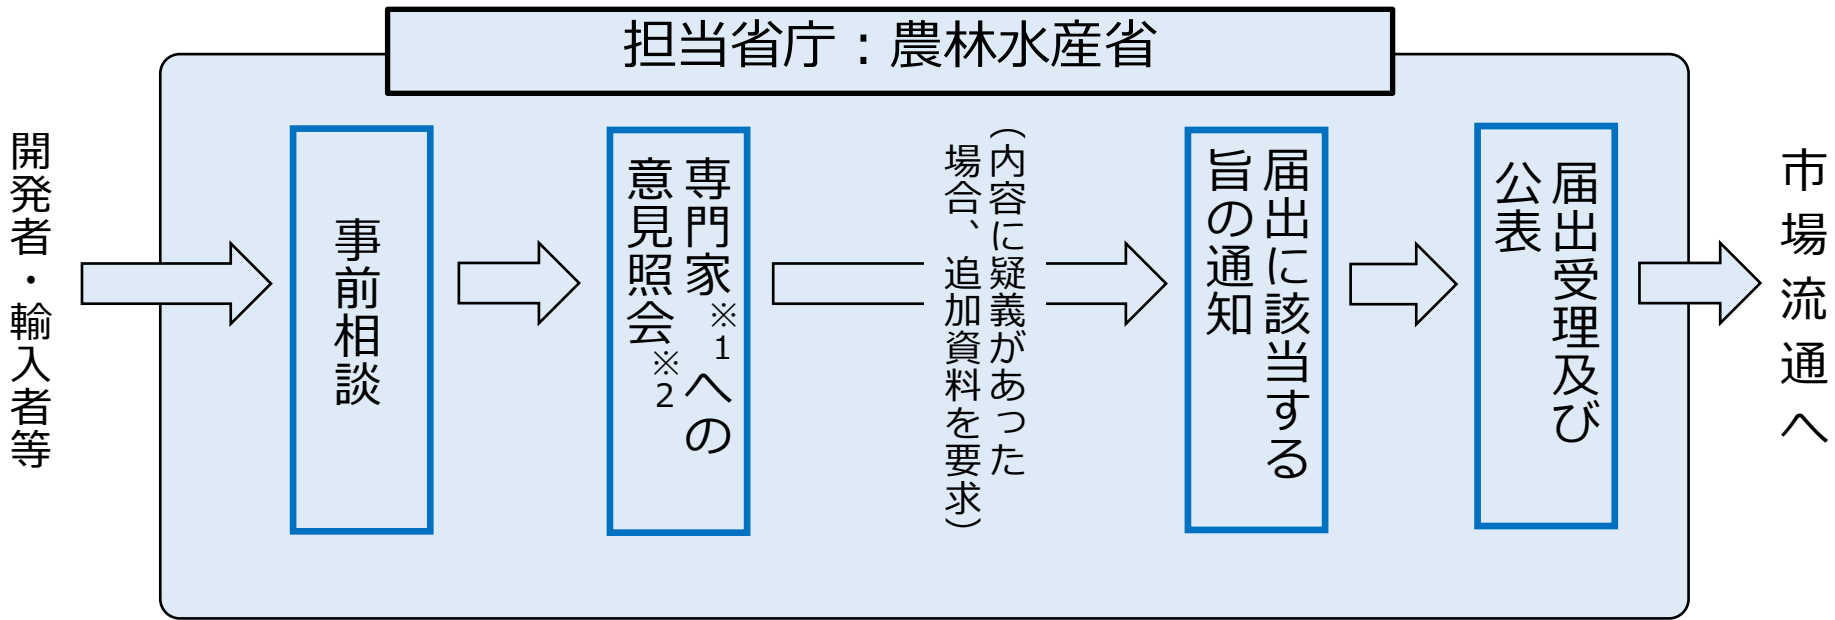 担当省庁：農林水産省
開発者・輸入者等
事前相談
専門家※1への
意見照会※2
（内容に疑義があった
場合、追加資料を要求）
届出に該当する
旨の通知
届出受理及び
公表
市場流通へ